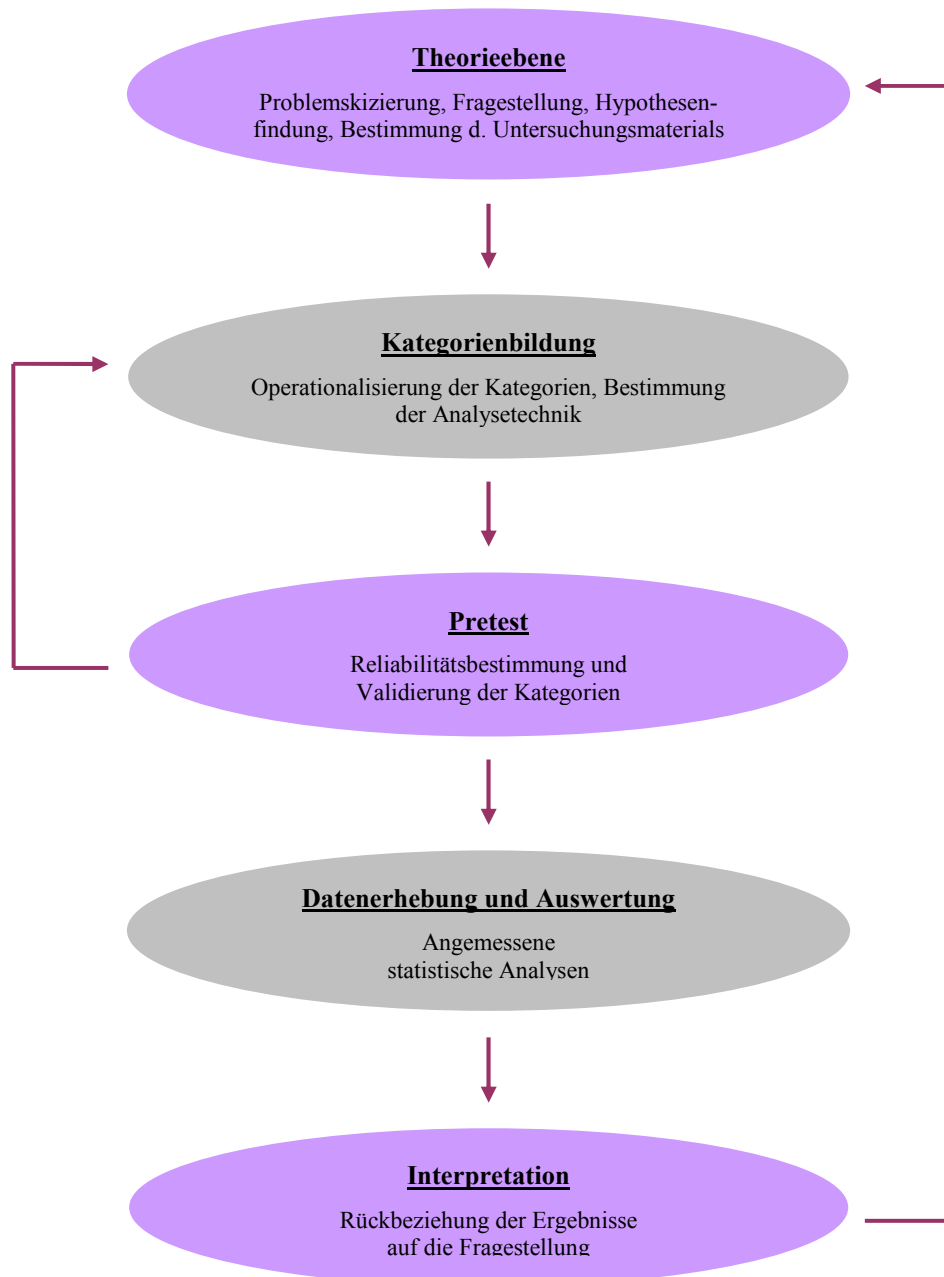 Theorieebene
Problemskizierung, Fragestellung, Hypothesen-
findung, Bestimmung d. Untersuchungsmaterials
Kategorienbildung
Operationalisierung der Kategorien, Bestimmung
der Analysetechnik
Pretest
Reliabilitätsbestimmung und
Validierung der Kategorien
Datenerhebung und Auswertung
Angemessene
statistische Analysen
Interpretation
Rückbeziehung der Ergebnisse
auf die Fragestellung